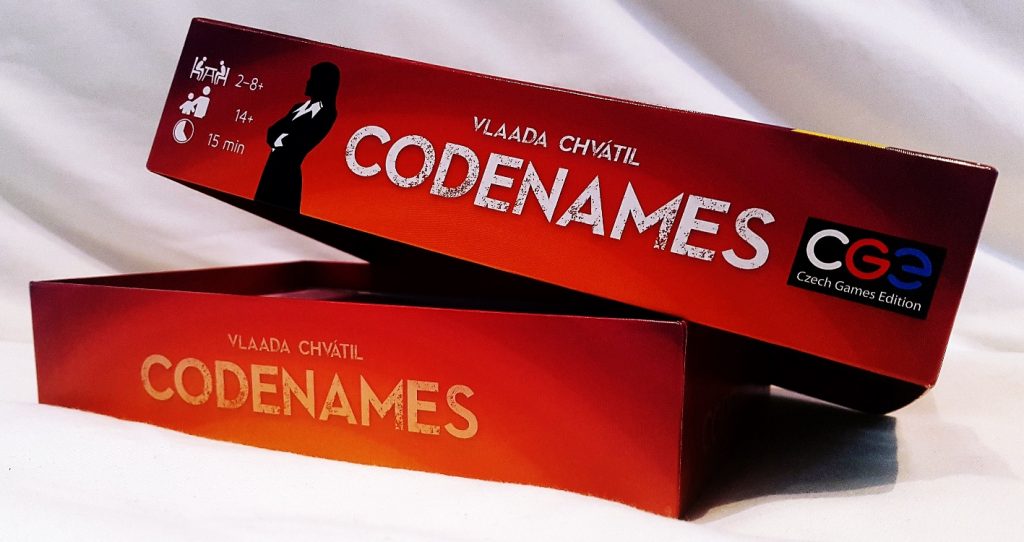 2–8+
14+
15 min
VLAADA CHVÁTIL
CODENAMES
CGE
Czech Games Edition
VLAADA CHVÁTIL
CODENAMES